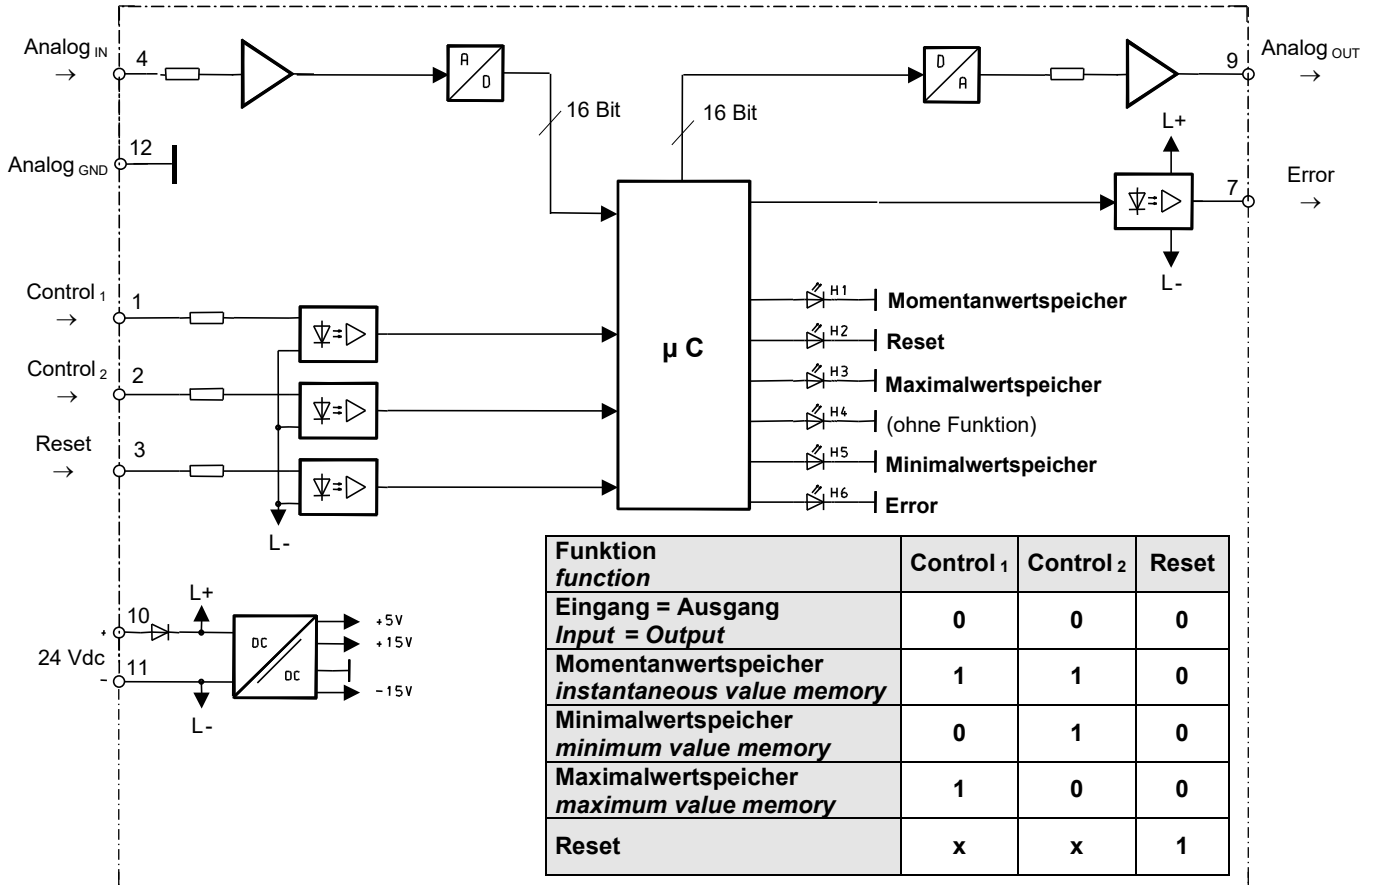 Analog IN
→
4
A
D
16 Bit
16 Bit
D
A
9
Analog OUT
→
Analog GND
12
L+
7
Error
→
L-
Control 1
→
1
Control 2
→
2
Reset
→
3
L-
µ C
H1 Momentanwertspeicher
H2 Reset
H3 Maximalwertspeicher
H4 (ohne Funktion)
H5 Minimalwertspeicher
H6 Error
L+
10
+
24 Vdc
-
11
L-
DC
DC
+5V
+15V
-15V
Funktion
function
Control 1 Control 2 Reset
Eingang = Ausgang
Input = Output
0 0 0
Momentanwertspeicher
instantaneous value memory
1 1 0
Minimalwertspeicher
minimum value memory
0 1 0
Maximalwertspeicher
maximum value memory
1 0 0
Reset x x 1